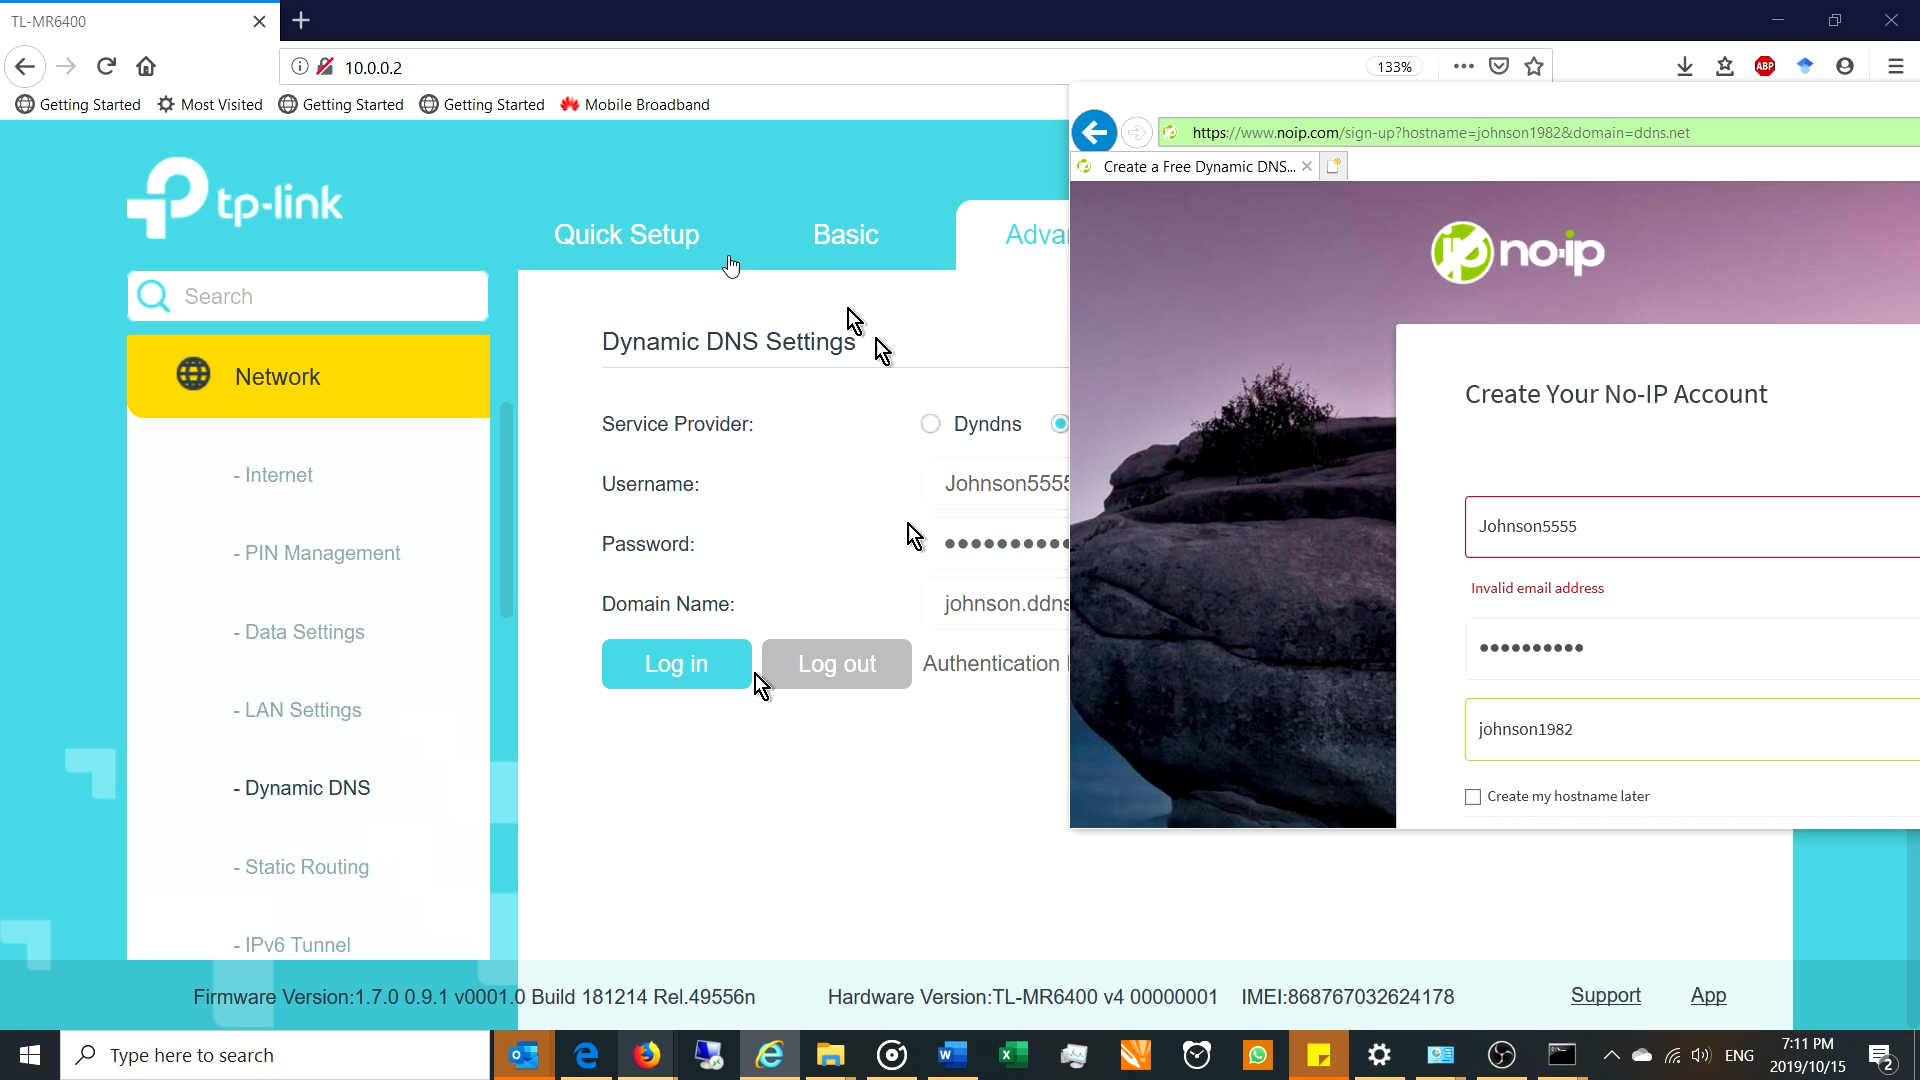 TL-MR6400
10.0.0.2
133%
ABP
Getting Started
Most Visited
Getting Started
Getting Started
Mobile Broadband
tp-link
Quick Setup
Basic
Search
Network
- Internet
- PIN Management
- Data Settings
- LAN Settings
- Dynamic DNS
- Static Routing
- IPv6 Tunnel
Dynamic DNS Settings
Service Provider:
Dyndns
Username:
Johnson5555
Password:
Domain Name:
johnson.ddns
Log in
Log out
Authentication
https://www.noip.com/sign-up?hostname=johnson1982&domain=ddns.net
Create a Free Dynamic DNS...
no-ip
Create Your No-IP Account
Johnson5555
Invalid email address
johnson1982
Create my hostname later
Firmware Version:1.7.0 0.9.1 v0001.0 Build 181214 Rel.49556n
Hardware Version:TL-MR6400 v4 00000001
IMEI:868767032624178
Support
App
Type here to search
ENG
7:11 PM
2019/10/15
2